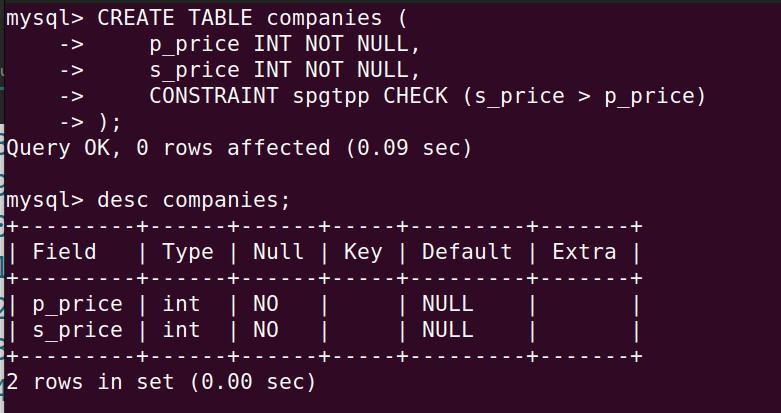 mysql> CREATE TABLE companies (
    ->     p_price INT NOT NULL,
    ->     s_price INT NOT NULL,
    ->     CONSTRAINT spgtpp CHECK (s_price > p_price)
    -> );
Query OK, 0 rows affected (0.09 sec)

mysql> desc companies;
+---------+------+------+-----+---------+-------+
| Field   | Type | Null | Key | Default | Extra |
+---------+------+------+-----+---------+-------+
| p_price | int  | NO   |     | NULL    |       |
| s_price | int  | NO   |     | NULL    |       |
+---------+------+------+-----+---------+-------+
2 rows in set (0.00 sec)